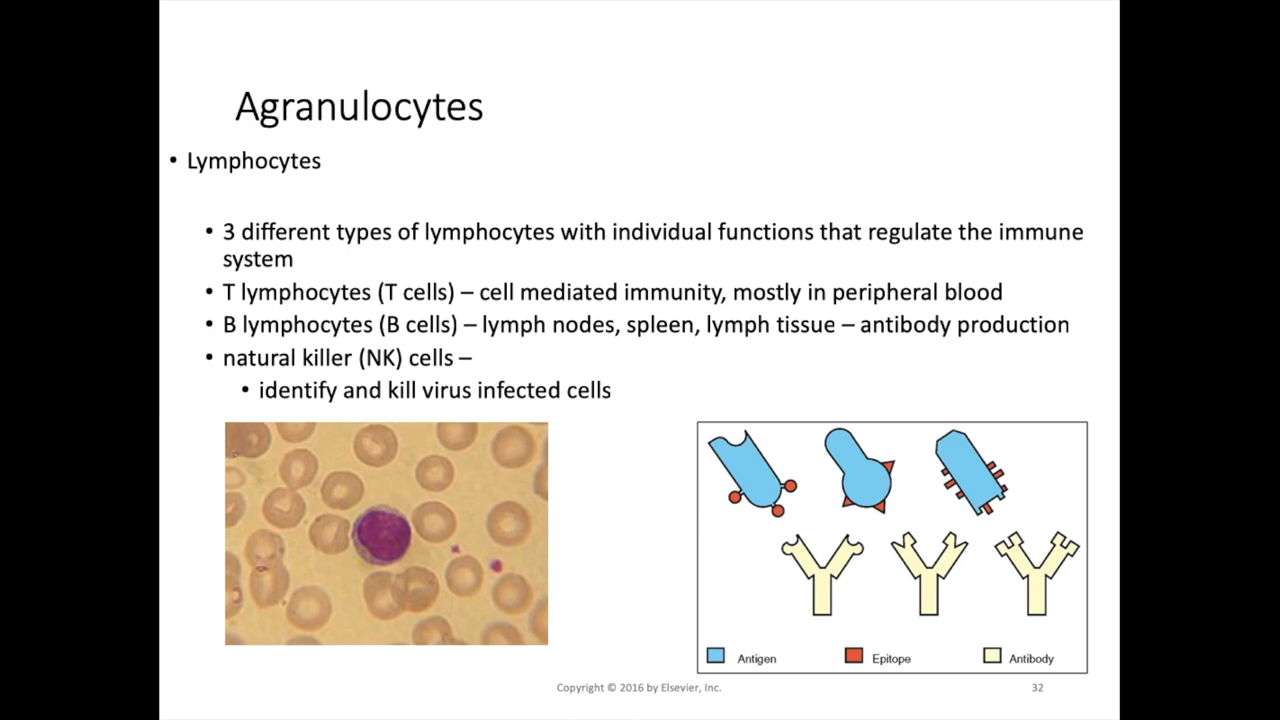 Agranulocytes
• Lymphocytes
• 3 different types of lymphocytes with individual functions that regulate the immune
system
• T lymphocytes (T cells) – cell mediated immunity, mostly in peripheral blood
• B lymphocytes (B cells) – lymph nodes, spleen, lymph tissue – antibody production
• natural killer (NK) cells –
• identify and kill virus infected cells
Antigen
Epitope
Antibody
Copyright © 2016 by Elsevier, Inc.
32